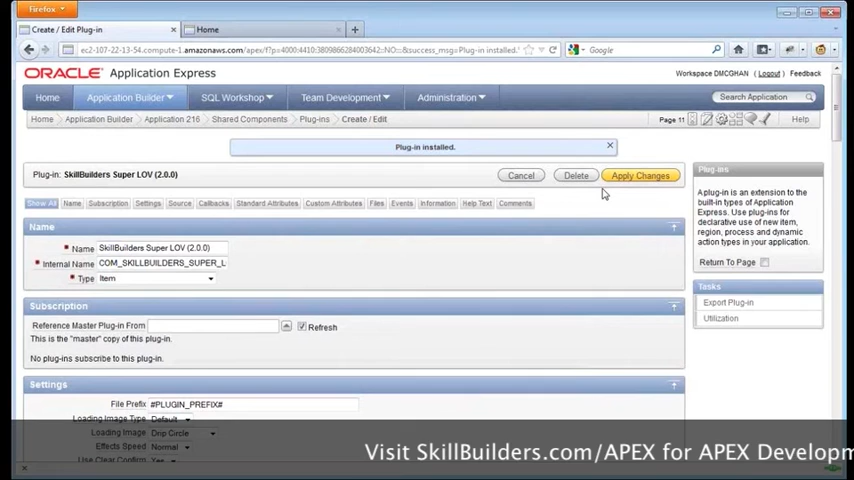 Firefox
Create / Edit Plug-in
Home
ec2-107-22-13-54.compute-1.amazonaws.com/apex/f?p=4000:4410:3809866284003642::NO::&success_msg=Plug-in installed.
Google
ORACLE Application Express
Workspace DMCGHAN (Logout) Feedback
Home Application Builder SQL Workshop Team Development Administration Search Application
Home Application Builder Application 216 Shared Components Plug-ins Create / Edit Page 11 Help
Plug-in installed.
Plug-in: SkillBuilders Super LOV (2.0.0) Cancel Delete Apply Changes
Show All Name Subscription Settings Source Callbacks Standard Attributes Custom Attributes Files Events Information Help Text Comments
Name
* Name SkillBuilders Super LOV (2.0.0)
* Internal Name COM_SKILLBUILDERS_SUPER_L
* Type Item
Subscription
Reference Master Plug-in From Refresh
This is the "master" copy of this plug-in.
No plug-ins subscribe to this plug-in.
Settings
File Prefix #PLUGIN_PREFIX#
Loading Image Type Default
Loading Image Drip Circle
Effects Speed Normal
Use Clear Confirm Yes
Plug-ins
A plug-in is an extension to the
built-in types of Application
Express. Use plug-ins for
declarative use of new item,
region, process and dynamic
action types in your application.
Return To Page
Tasks
Export Plug-in
Utilization
Visit SkillBuilders.com/APEX for APEX Developm